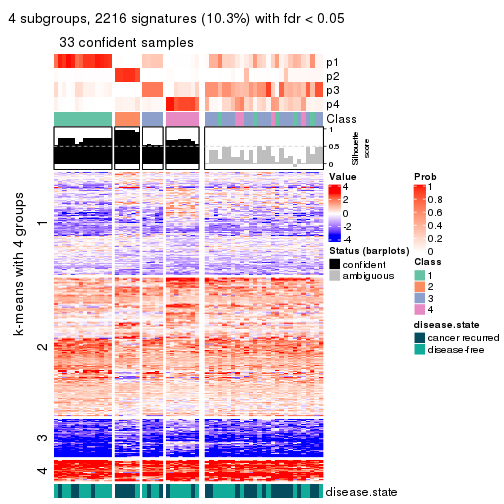 4 subgroups, 2216 signatures (10.3%) with fdr < 0.05
33 confident samples
p1
p2
p3
p4
Class
1
0.5
0
Silhouette
score
k-means with 4 groups
1
2
3
4
disease.state
Value
4
2
0
-2
-4
Status (barplots)
confident
ambiguous
Prob
1
0.8
0.6
0.4
0.2
0
Class
1
2
3
4
disease.state
cancer recurred
disease-free